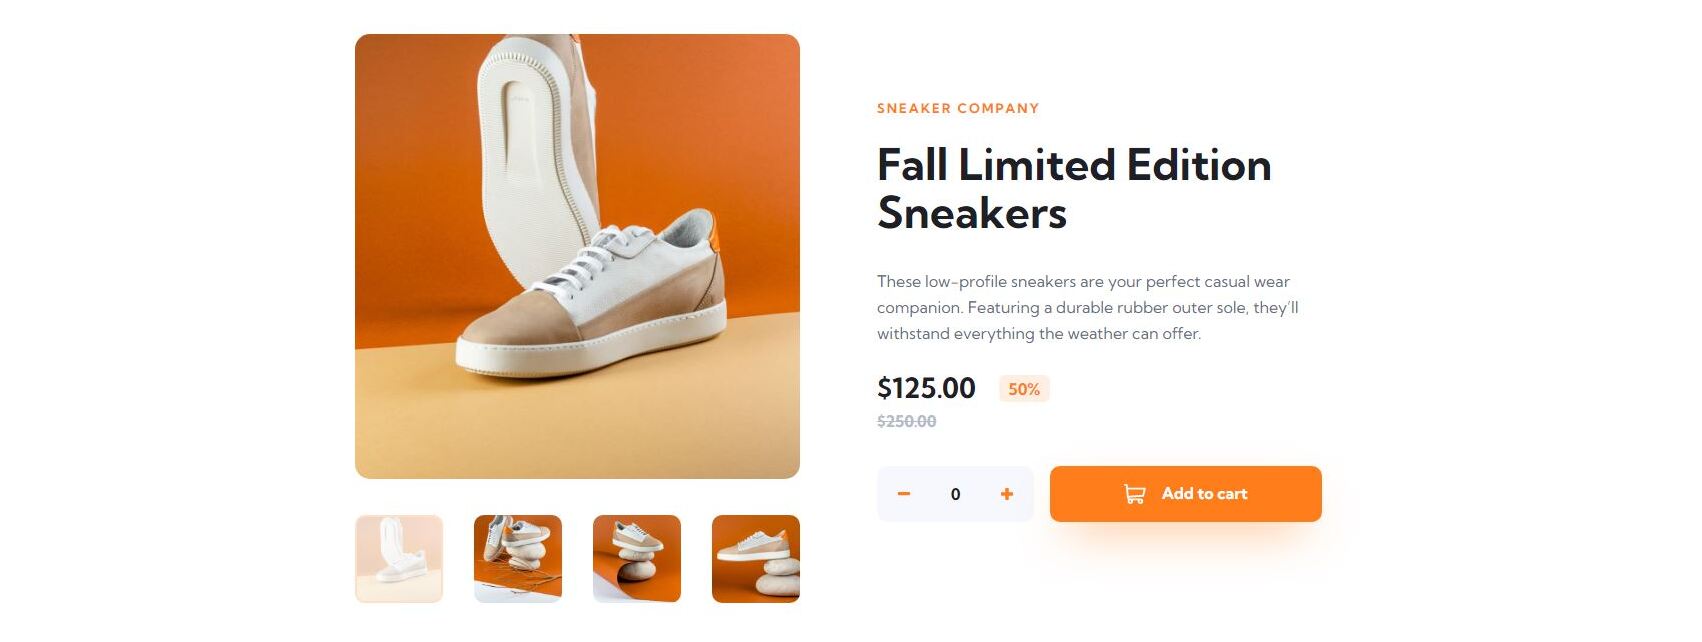 SNEAKER COMPANY
Fall Limited Edition
Sneakers
These low-profile sneakers are your perfect casual wear
companion. Featuring a durable rubber outer sole, they’ll
withstand everything the weather can offer.
$125.00 50%
$250.00
0 Add to cart